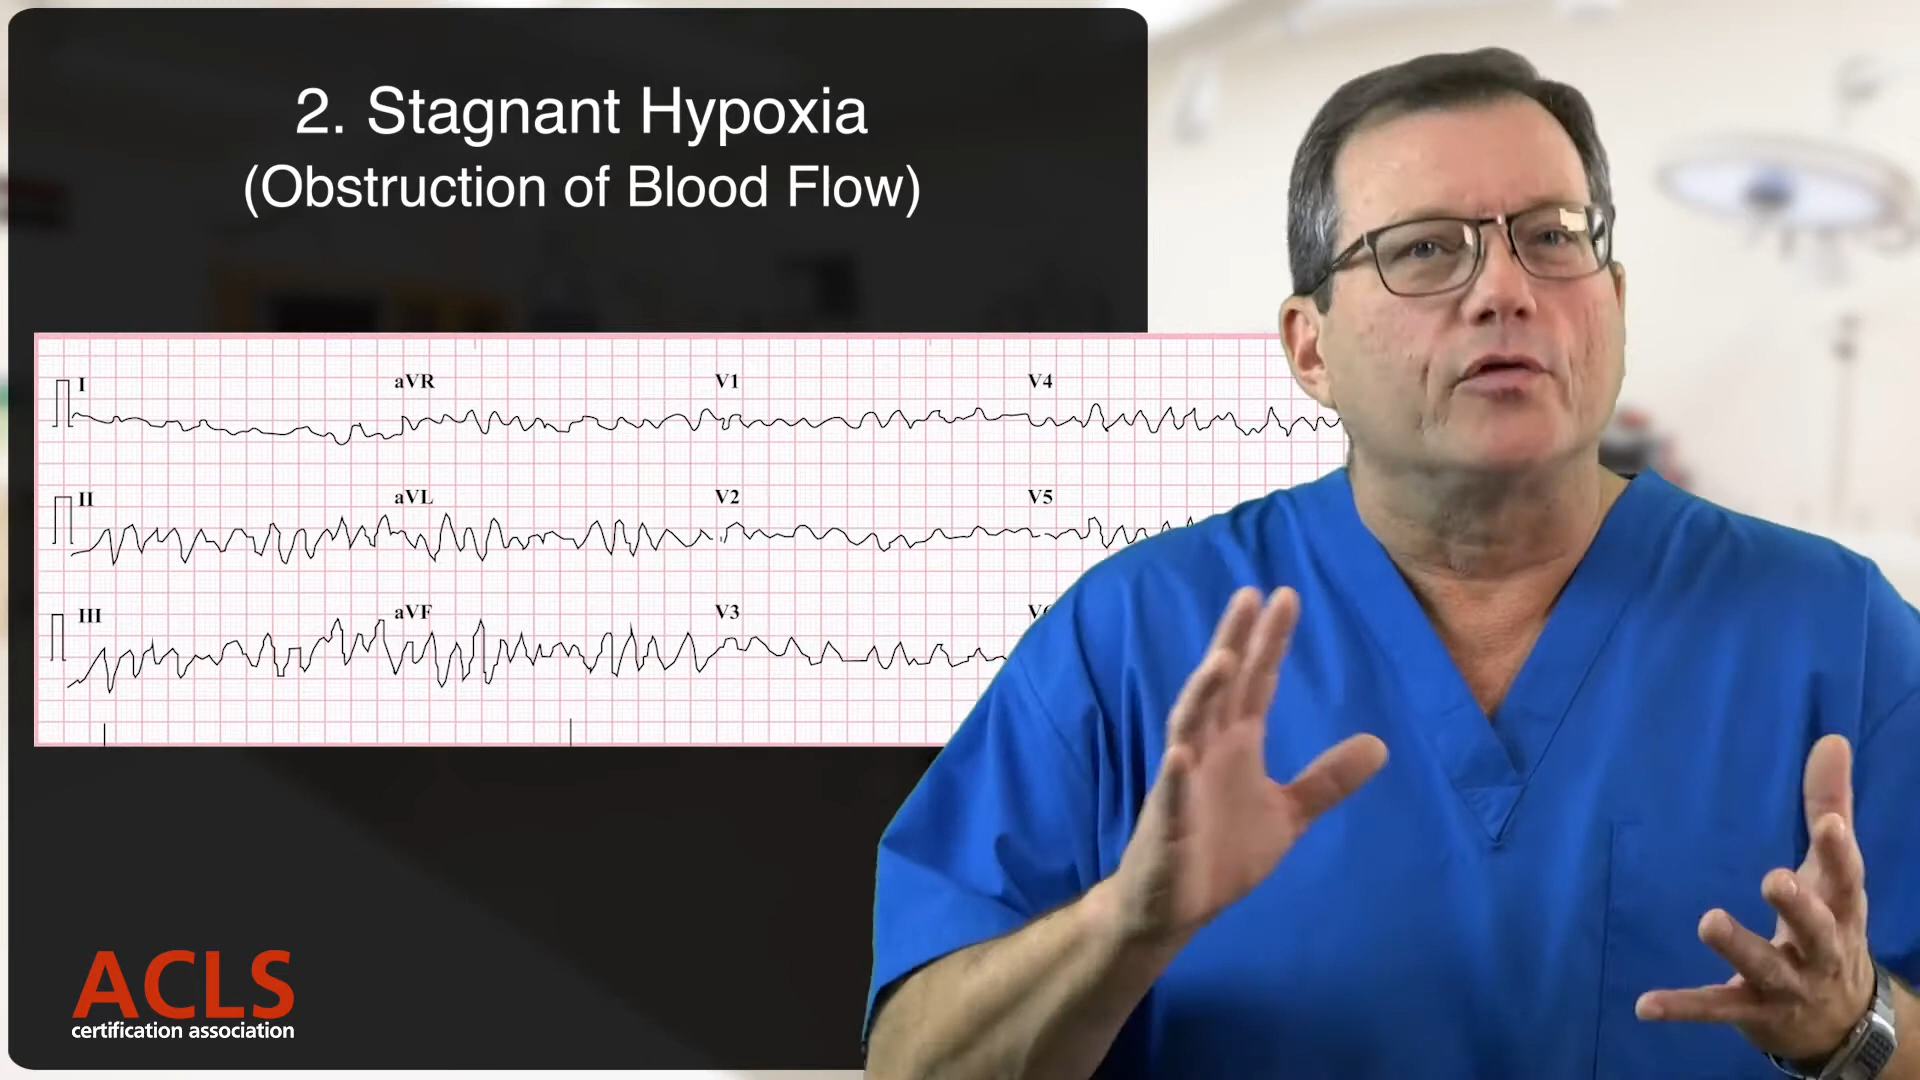 2. Stagnant Hypoxia
(Obstruction of Blood Flow)
I aVR V1 V4
II aVL V2 V5
III aVF V3
ACLS
certification association